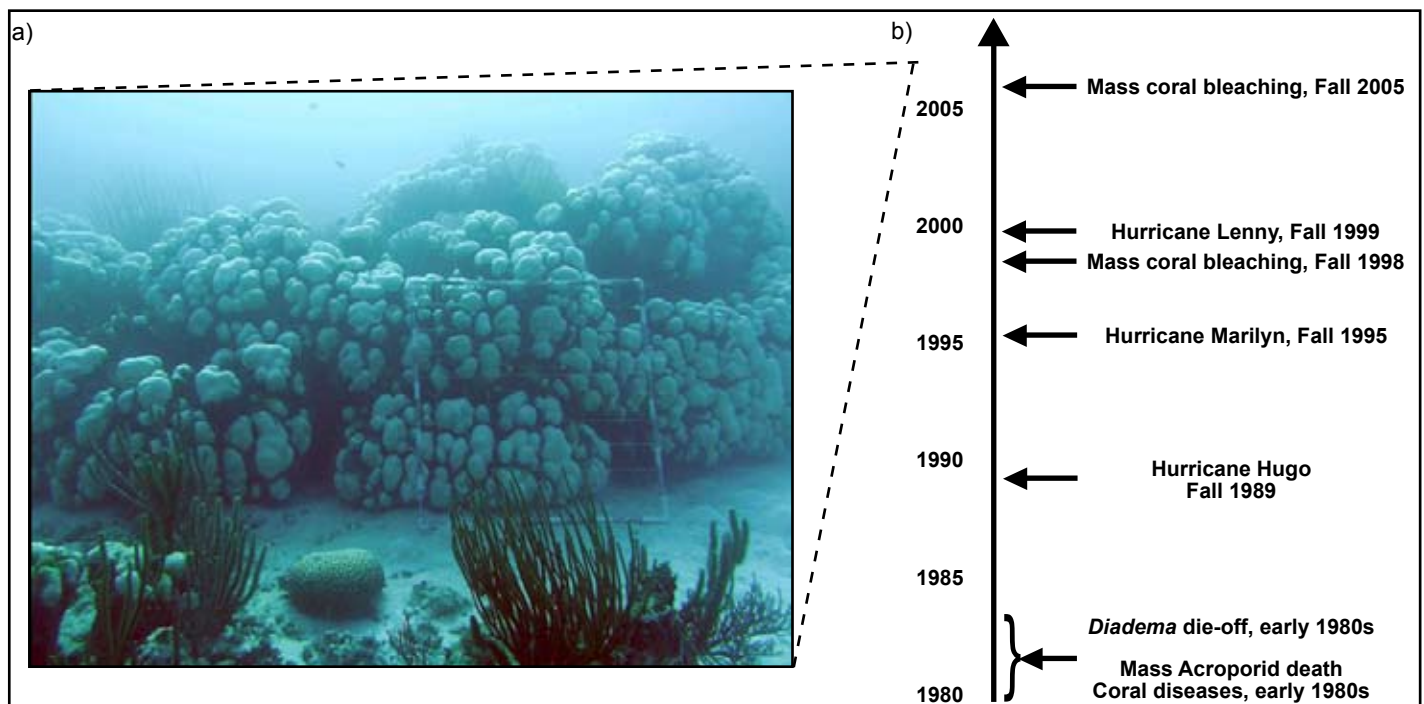 a)
b)
2005
2000
1995
1990
1985
1980
Mass coral bleaching, Fall 2005
Hurricane Lenny, Fall 1999
Mass coral bleaching, Fall 1998
Hurricane Marilyn, Fall 1995
Hurricane Hugo
Fall 1989
Diadema die-off, early 1980s
Mass Acroporid death
Coral diseases, early 1980s